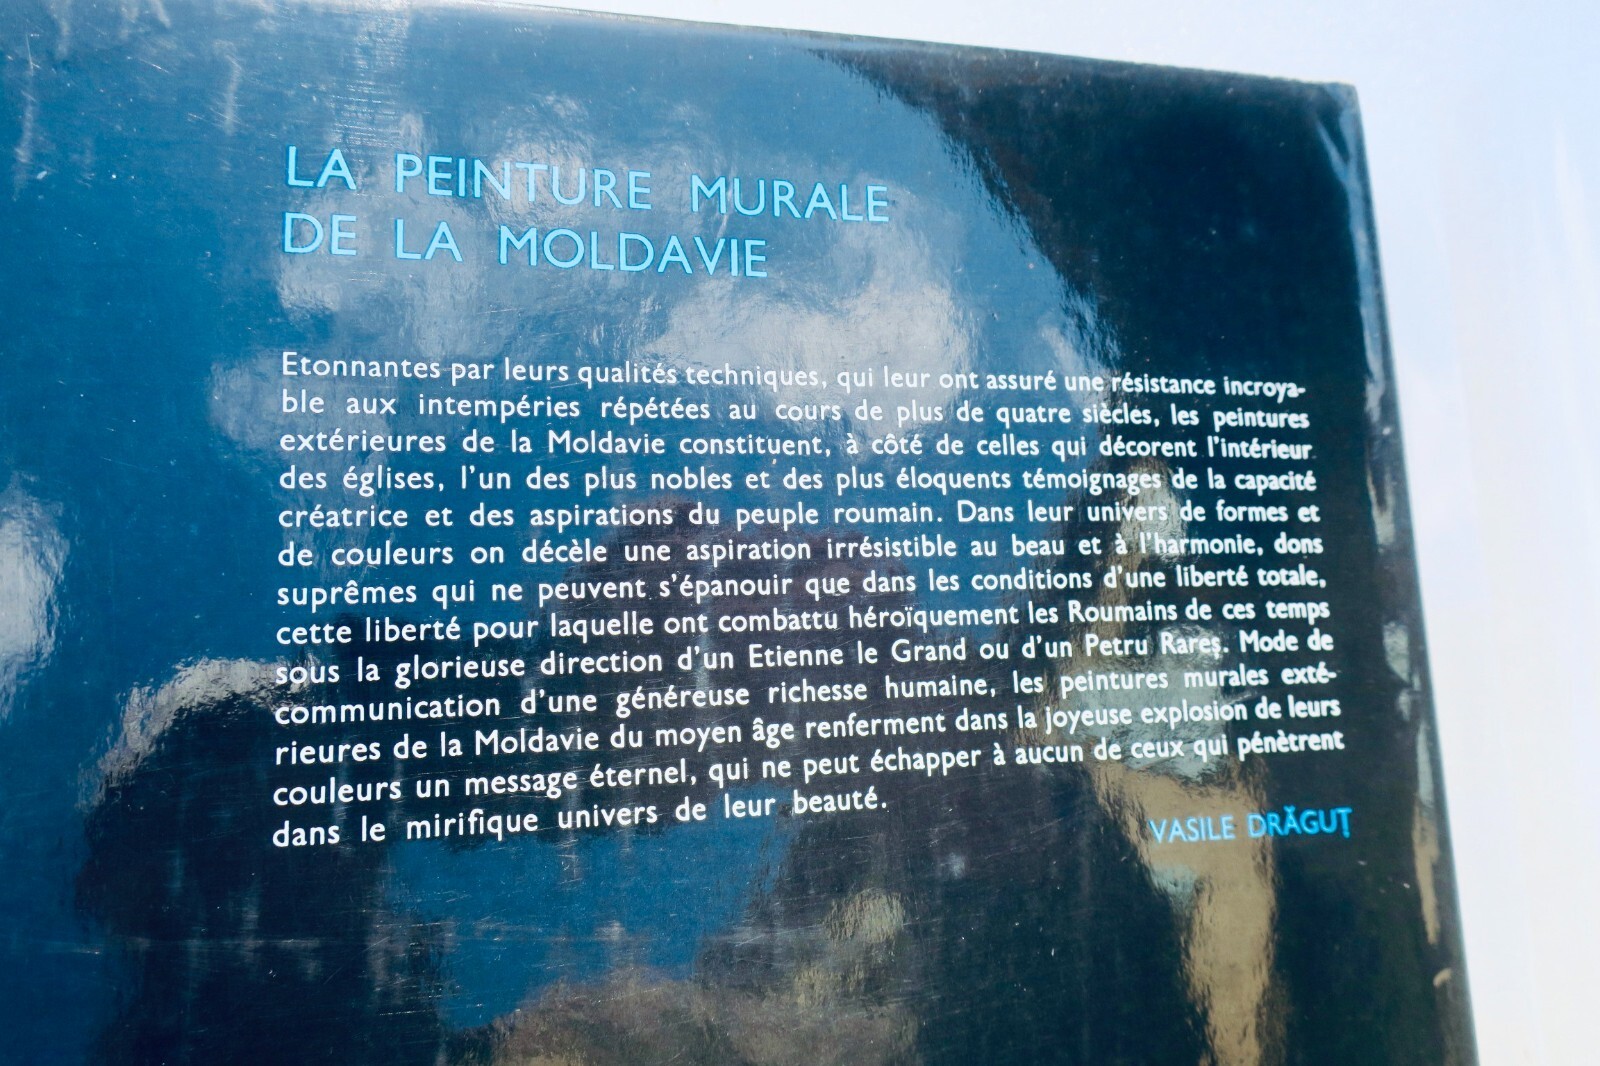 LA PEINTURE MURALE
DE LA MOLDAVIE
Etonnantes par leurs qualités techniques, qui leur ont assuré une résistance incroya-
ble aux intempéries répétées au cours de plus de quatre siècles, les peintures
extérieures de la Moldavie constituent, à côté de celles qui décorent l'intérieur
des églises, l'un des plus nobles et des plus éloquents témoignages de la capacité
créatrice et des aspirations du peuple roumain. Dans leur univers de formes et
de couleurs on décèle une aspiration irrésistible au beau et à l'harmonie, dons
suprêmes qui ne peuvent s'épanouir que dans les conditions d'une liberté totale,
cette liberté pour laquelle ont combattu héroïquement les Roumains de ces temps
sous la glorieuse direction d'un Etienne le Grand ou d'un Petru Rareș. Mode de
communication d'une généreuse richesse humaine, les peintures murales exté-
rieures de la Moldavie du moyen âge renferment dans la joyeuse explosion de leurs
couleurs un message éternel, qui ne peut échapper à aucun de ceux qui pénètrent
dans le mirifique univers de leur beauté.
VASILE DRĂGUȚ